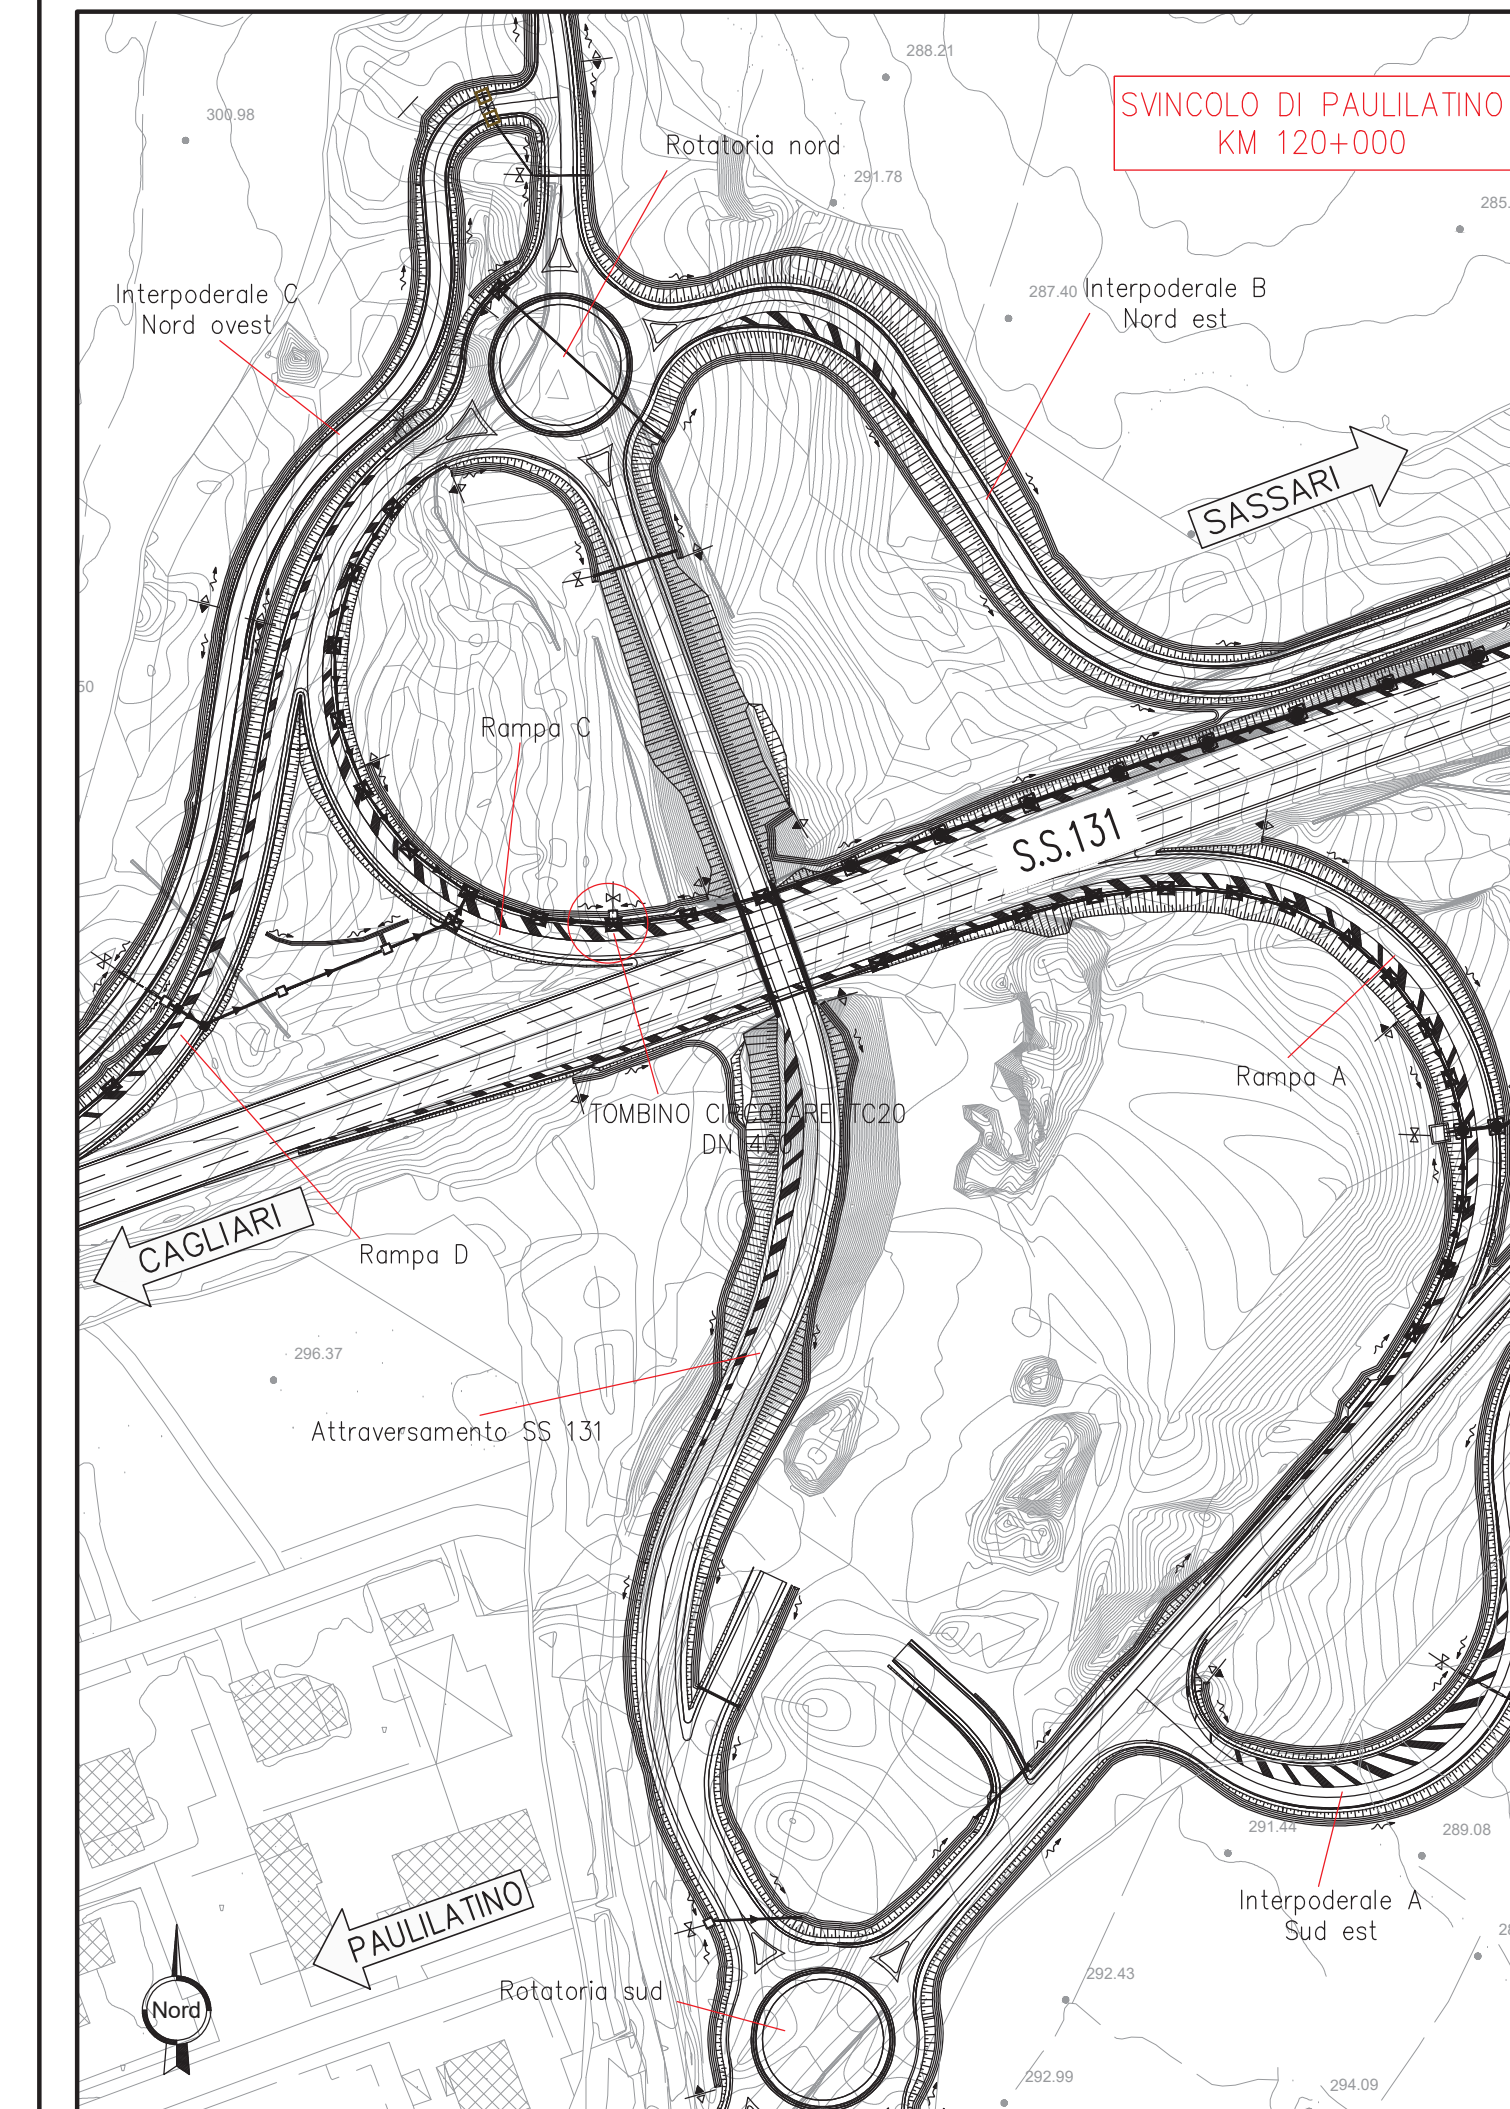 288.21
SVINCOLO DI PAULILATINO
KM 120+000
300.98
Rotatoria nord
291.78
285.
Interpoderale C
Nord ovest
287.40
Interpoderale B
Nord est
SASSARI
50
Rampa C
S.S.131
Rampa A
TOMBINO CIRCOLARE TC20
DN 400
CAGLIARI
Rampa D
296.37
Attraversamento SS 131
291.44
289.08
Interpoderale A
Sud est
PAULILATINO
28
292.43
Rotatoria sud
Nord
292.99
294.09